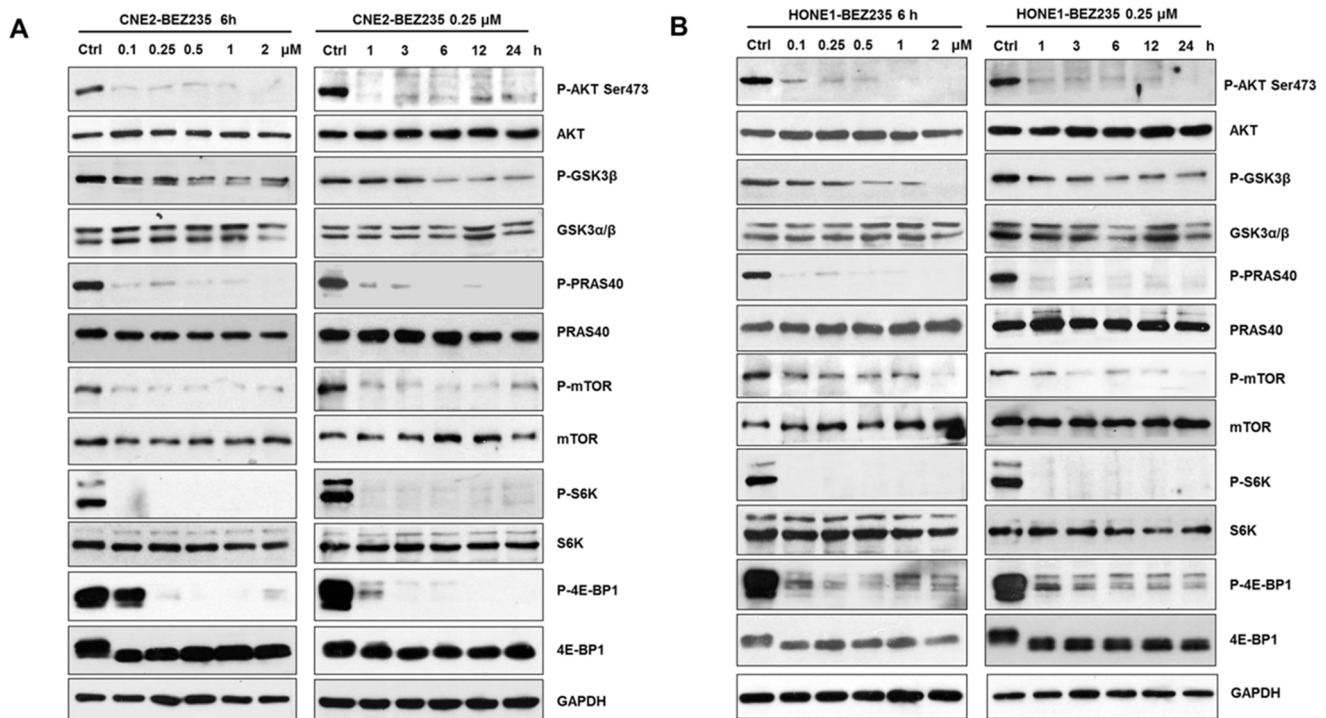 A
CNE2-BEZ235 6h
Ctrl 0.1 0.25 0.5 1 2 µM
CNE2-BEZ235 0.25 µM
Ctrl 1 3 6 12 24 h
P-AKT Ser473
AKT
P-GSK3β
GSK3α/β
P-PRAS40
PRAS40
P-mTOR
mTOR
P-S6K
S6K
P-4E-BP1
4E-BP1
GAPDH
B
HONE1-BEZ235 6 h
Ctrl 0.1 0.25 0.5 1 2 µM
HONE1-BEZ235 0.25 µM
Ctrl 1 3 6 12 24 h
P-AKT Ser473
AKT
P-GSK3β
GSK3α/β
P-PRAS40
PRAS40
P-mTOR
mTOR
P-S6K
S6K
P-4E-BP1
4E-BP1
GAPDH